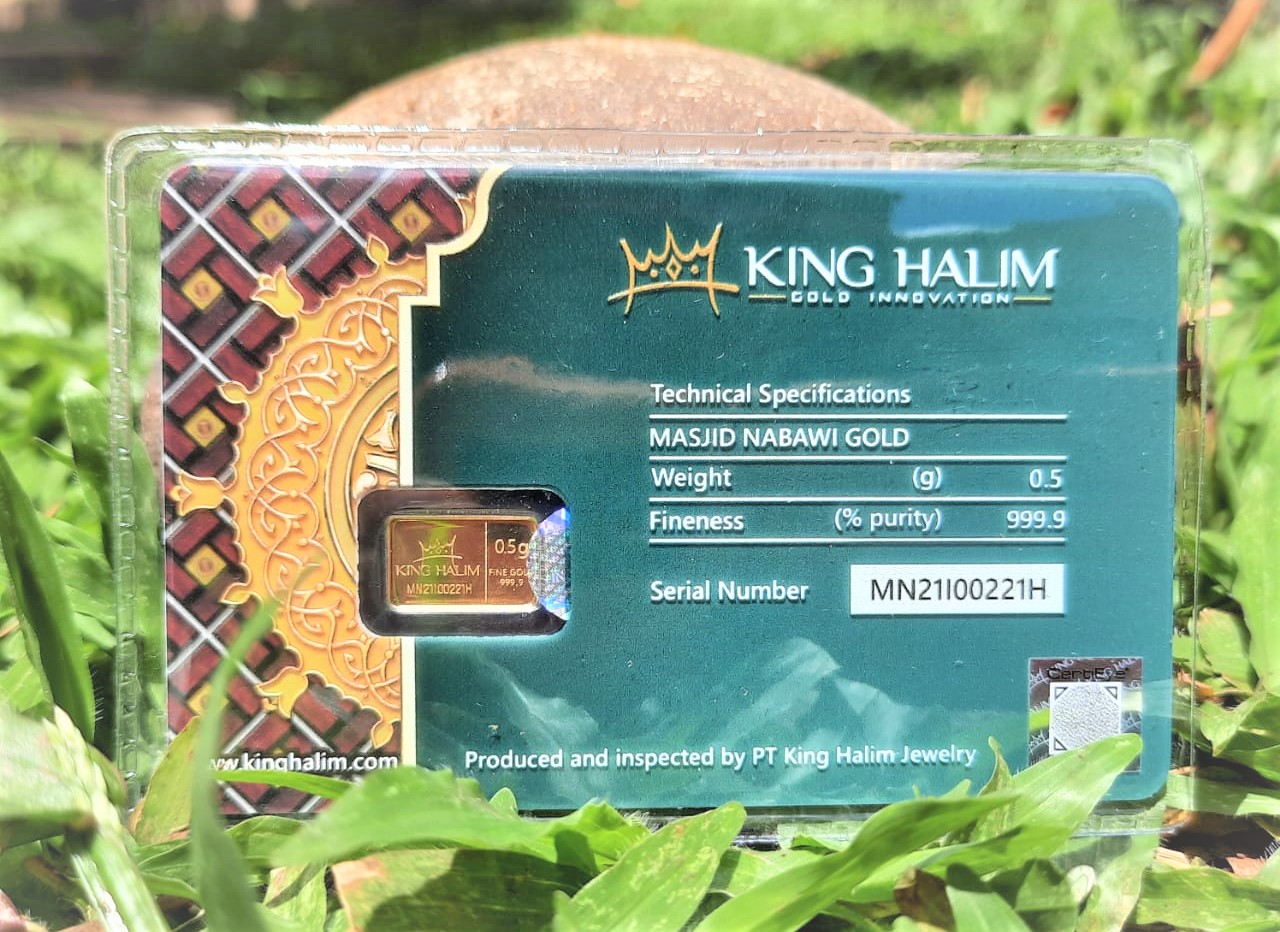 KING HALIM
GOLD INNOVATION
Technical Specifications
MASJID NABAWI GOLD
Weight (g) 0.5
Fineness (% purity) 999.9
Serial Number MN21I00221H
KING HALIM
MN21I00221H
0.5g
FINE GOL
999,9
CertEye
www.kinghalim.com
Produced and inspected by PT King Halim Jewelry